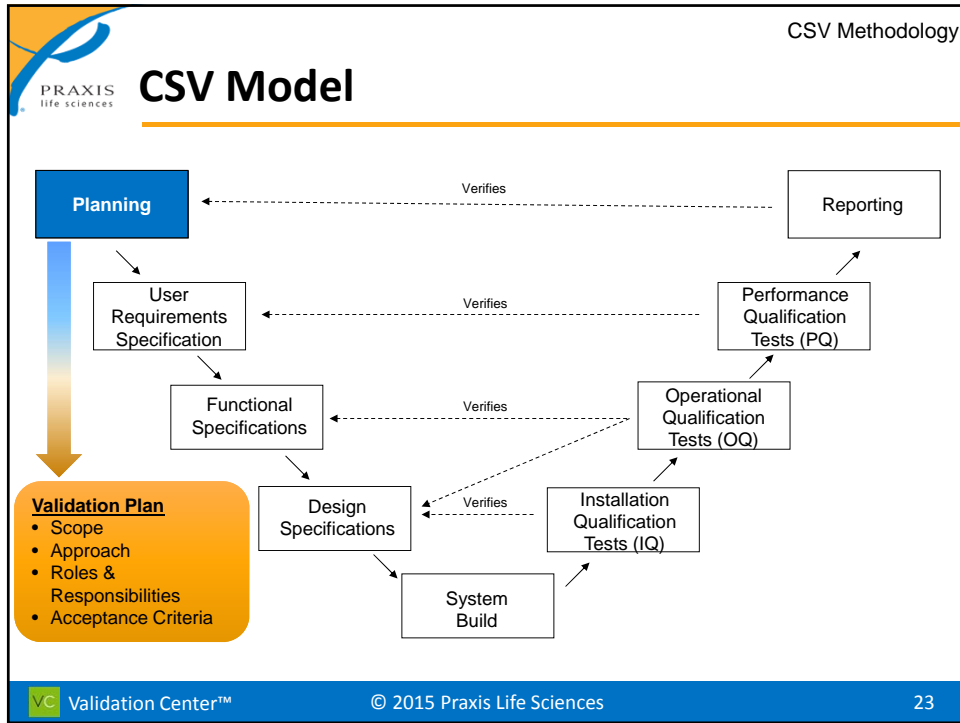 CSV Methodology
PRAXIS
life sciences
®
CSV Model
Planning
Verifies
Reporting
User
Requirements
Specification
Verifies
Performance
Qualification
Tests (PQ)
Functional
Specifications
Verifies
Operational
Qualification
Tests (OQ)
Design
Specifications
Verifies
Installation
Qualification
Tests (IQ)
System
Build
Validation Plan
• Scope
• Approach
• Roles &
Responsibilities
• Acceptance Criteria
VC Validation Center™
© 2015 Praxis Life Sciences
23